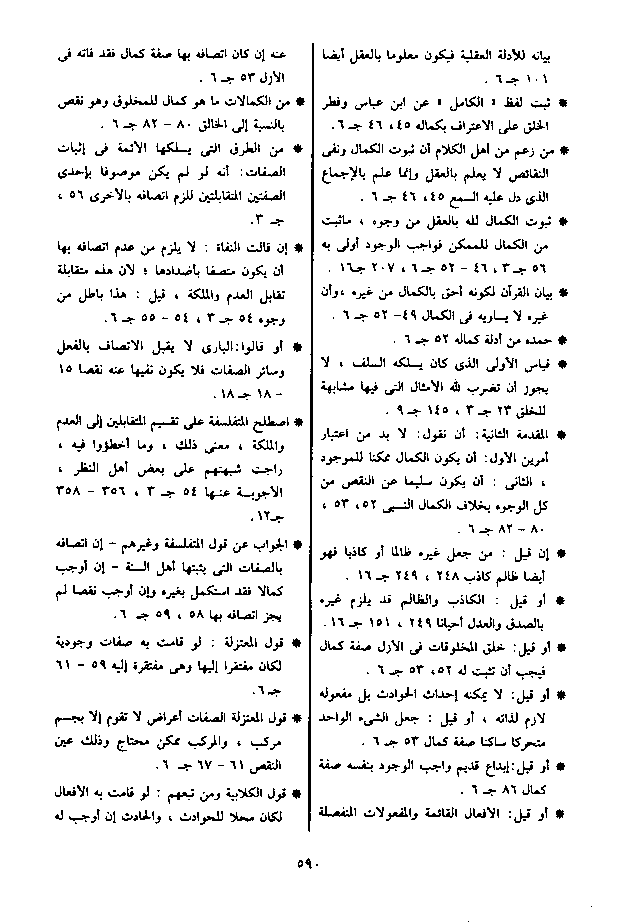 بيانه للأدلة العقلية فيكون معلوما بالعقل أيضا
١٠١ جـ ٦ .
* ثبت لفظ « الكامل » عن ابن عباس وفطر
الخلق على الاعتراف بكماله ٤٥، ٤٦ جـ ٦.
* من زعم من أهل الكلام أن ثبوت الكمال ونفى
النقائص لا يعلم بالعقل وإنما علم بالإجماع
الذى دل عليه السمع ٤٥ ، ٤٦ جـ ٦ .
* ثبوت الكمال لله بالعقل من وجوه ، ماثبت
من الكمال للممكن فواجب الوجود أولى به
٥٦ جـ ٣، ٤٦ – ٥٢ جـ ٦ ، ٢٠٧ جـ ١٦ .
* بيان القرآن لكونه أحق بالكمال من غيره ،وأن
غيره لا يساويه فى الكمال ٤٩– ٥٢ جـ ٦ .
* حمده من أدلة كماله ٥٢ جـ ٦ .
* قياس الأولى الذى كان يسلكه السلف ، لا
يجوز أن تضرب لله الأمثال التى فيها مشابهة
للخلق ٢٣ جـ ٣ ، ١٤٥ جـ ٩ .
* المقدمة الثانية: أن نقول: لا بد من اعتبار
أمرين الأول: أن يكون الكمال ممكنا للموجود
، الثانى : أن يكون سليما عن النقص من
كل الوجوه بخلاف الكمال النسبى ٥٢، ٥٣ ،
٨٠ – ٨٢ جـ ٦ .
* إن قيل : من جعل غيره ظالما أو كاذبا فهو
أيضا ظالم كاذب ٢٤٨ ، ٢٤٩ جـ ١٦ .
* أو قيل : الكاذب والظالم قد يلزم غيره
بالصدق والعدل أحيانا ٢٤٩ ، ١٥١ جـ ١٦.
* أو قيل: خلق المخلوقات فى الأزل صفة كمال
فيجب أن تثبت له ٥٢، ٥٣ جـ ٦ .
* أو قيل: لا يمكنه إحداث الحوادث بل مفعوله
لازم لذاته ، أو قيل : جعل الشىء الواحد
متحركا ساكنا صفة كمال ٥٣ جـ ٦ .
* أو قيل:إبداع قديم واجب الوجود بنفسه صفة
كمال ٨٦ جـ ٦ .
* أو قيل: الأفعال القائمة والمفعولات المنفصلة
عنه إن كان اتصافه بها صفة كمال فقد فاته فى
الأزل ٥٣ جـ ٦ .
* من الكمالات ما هو كمال للمخلوق وهو نقص
بالنسبة إلى الخالق ٨٠ – ٨٢ جـ ٦ .
* من الطرق التى يسلكها الأئمة فى إثبات
الصفات: أنه لو لم يكن موصوفا بإحدى
الصفتين المتقابلتين للزم اتصافه بالأخرى ٥٦ ،
جـ ٣.
* إن قالت النفاة : لا يلزم من عدم اتصافه بها
أن يكون متصفا بأضدادها ؛ لأن هذه متقابلة
تقابل العدم والملكة ، قيل : هذا باطل من
وجوه ٥٤ جـ ٣ ، ٥٤ – ٥٥ جـ ٦.
* أو قالوا:البارى لا يقبل الاتصاف بالفعل
وسائر الصفات فلا يكون نفيها عنه نقصا ١٥
– ١٨ جـ ١٨.
* اصطلح المتفلسفة على تقسيم المتقابلين إلى العدم
والملكة ، معنى ذلك ، وما أخطؤوا فيه ،
راجت شبهتهم على بعض أهل النظر ،
الأجوبة عنها ٥٤ جـ ٣ ، ٣٥٦ – ٣٥٨
جـ١٢.
* الجواب عن قول المتفلسفة وغيرهم – إن اتصافه
بالصفات التى يثبتها أهل السنة – إن أوجب
كمالا فقد استكمل بغيره وإن أوجب نقصا لم
يجز اتصافه بها ٥٨ ، ٥٩ جـ ٦.
* قول المعتزلة : لو قامت به صفات وجودية
لكان مفتقرا إليها وهى مفتقرة إليه ٥٩ – ٦١
جـ ٦.
* قول المعتزلة الصفات أعراض لا تقوم إلا بجسم
مركب ، والمركب ممكن محتاج وذلك عين
النقص ٦١ – ٦٧ جـ ٦.
* قول الكلابية ومن تبعهم : لو قامت به الأفعال
لكان محلا للحوادث ، والحادث إن أوجب له
٥٩٠